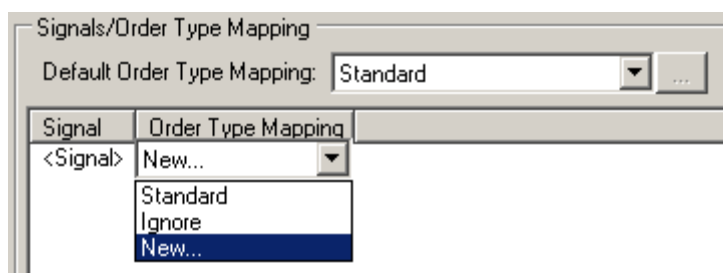 Signals/Order Type Mapping
Default Order Type Mapping: Standard ...
Signal Order Type Mapping
<Signal> New...
Standard
Ignore
New...